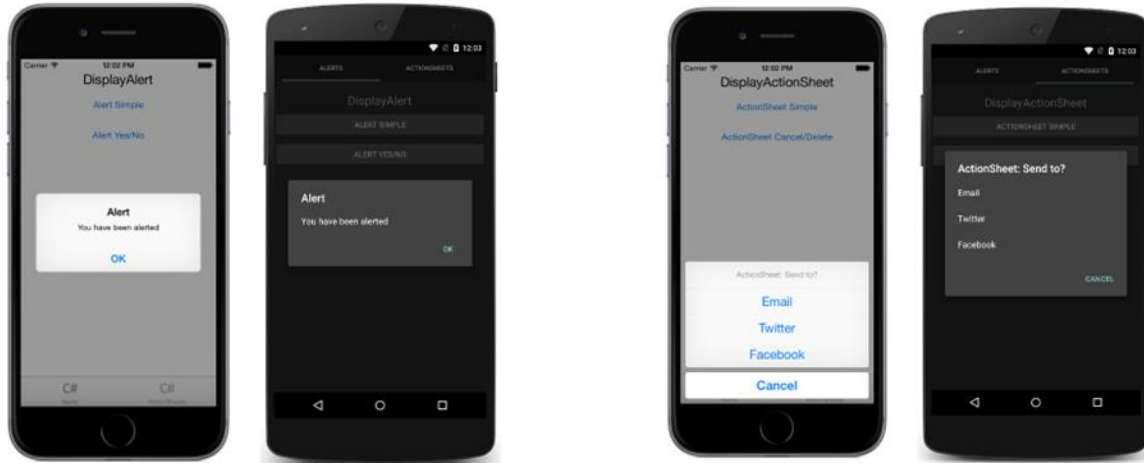 Carrier 12:02 PM
DisplayAlert
Alert Simple
Alert Yes/No
Alert
You have been alerted
OK
C#
C#
Alerts
ActionSheets
12:03
ALERTS ACTIONSHEETS
DisplayAlert
ALERT SIMPLE
ALERT YES/NO
Alert
You have been alerted
OK
Carrier 12:02 PM
DisplayActionSheet
ActionSheet Simple
ActionSheet Cancel/Delete
ActionSheet: Send to?
Email
Twitter
Facebook
Cancel
12:03
ALERTS ACTIONSHEETS
DisplayActionSheet
ACTIONSHEET SIMPLE
ActionSheet: Send to?
Email
Twitter
Facebook
CANCEL